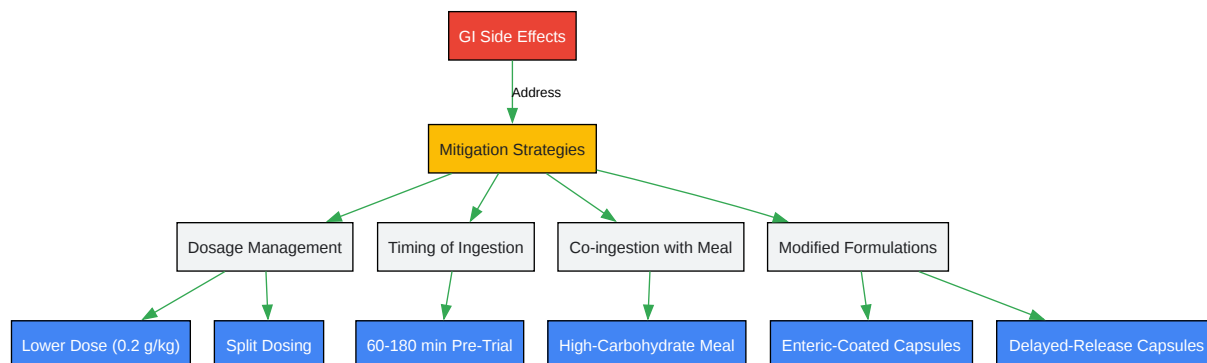 GI Side Effects
Address
Mitigation Strategies
Dosage Management
Timing of Ingestion
Co-ingestion with Meal
Modified Formulations
Lower Dose (0.2 g/kg)
Split Dosing
60-180 min Pre-Trial
High-Carbohydrate Meal
Enteric-Coated Capsules
Delayed-Release Capsules